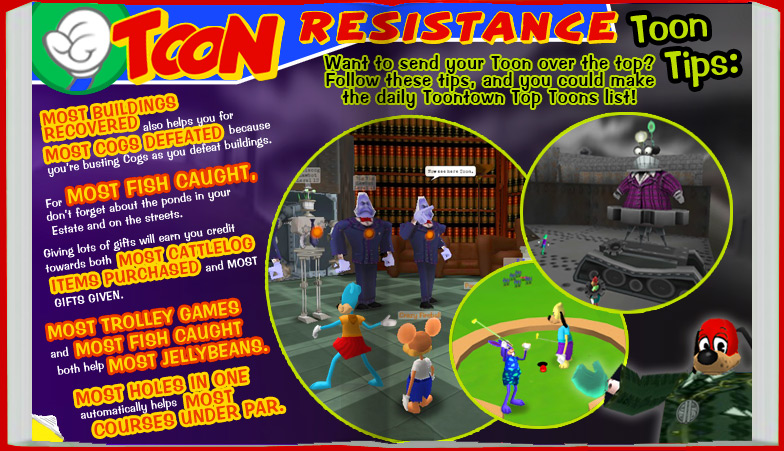 TOON RESISTANCE Toon
Tips:
Want to send your Toon over the top?
Follow these tips, and you could make
the daily Toontown Top Toons list!
MOST BUILDINGS
RECOVERED also helps you for
MOST COGS DEFEATED because
you're busting Cogs as you defeat buildings.
For MOST FISH CAUGHT,
don't forget about the ponds in your
Estate and on the streets.
Giving lots of gifts will earn you credit
towards both MOST CATTLELOG
ITEMS PURCHASED and MOST
GIFTS GIVEN.
MOST TROLLEY GAMES
and MOST FISH CAUGHT
both help MOST JELLYBEANS.
MOST HOLES IN ONE
automatically helps MOST
COURSES UNDER PAR.